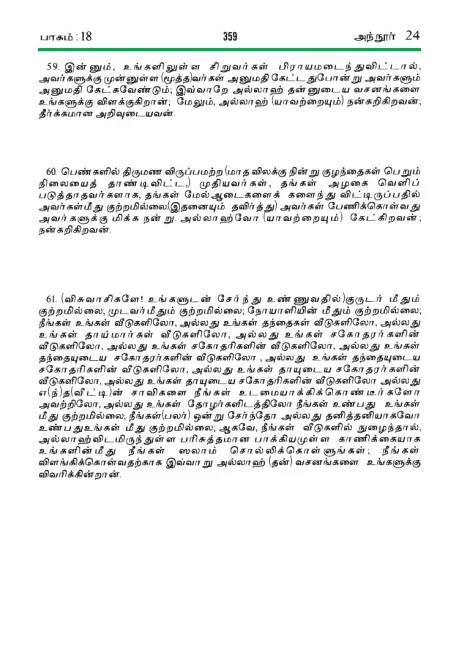 பாகம் : 18 359 அந்நூர் 24
59. இன்னும், உங்களிலுள்ள சிறுவர்கள் பிராயமடைந்துவிட்டால்,
அவர்களுக்கு முன்னுள்ள (மூத்த)வர்கள் அனுமதி கேட்டதுபோன்று அவர்களும்
அனுமதி கேட்கவேண்டும்; இவ்வாறே அல்லாஹ் தன்னுடைய வசனங்களை
உங்களுக்கு விளக்குகிறான்; மேலும், அல்லாஹ் (யாவற்றையும்) நன்கறிகிறவன்;
தீர்க்கமான அறிவுடையவன்.
60. பெண்களில் திருமண விருப்பமற்ற (மாத விலக்கு நின்று குழந்தைகள் பெறும்
நிலையைத் தாண்டிவிட்ட,) முதியவர்கள், தங்கள் அழகை வெளிப்
படுத்தாதவர்களாக, தங்கள் மேல்ஆடைகளைக் களைந்து விட்டிருப்பதில்
அவர்கள்மீது குற்றமில்லை(இதனையும் தவிர்த்து) அவர்கள் பேணிக்கொள்வது
அவர்களுக்கு மிக்க நன்று. அல்லாஹ்வோ (யாவற்றையும்) கேட்கிறவன்;
நன்கறிகிறவன்.
61. (விசுவாசிகளே! உங்களுடன் சேர்ந்து உண்ணுவதில்)குருடர் மீதும்
குற்றமில்லை; முடவர்மீதும் குற்றமில்லை; நோயாளியின் மீதும் குற்றமில்லை;
நீங்கள் உங்கள் வீடுகளிலோ, அல்லது உங்கள் தந்தைகள் வீடுகளிலோ, அல்லது
உங்கள் தாய்மார்கள் வீடுகளிலோ, அல்லது உங்கள் சகோதரர்களின்
வீடுகளிலோ, அல்லது உங்கள் சகோதரிகளின் வீடுகளிலோ, அல்லது உங்கள்
தந்தையுடைய சகோதரர்களின் வீடுகளிலோ , அல்லது உங்கள் தந்தையுடைய
சகோதரிகளின் வீடுகளிலோ, அல்லது உங்கள் தாயுடைய சகோதரர்களின்
வீடுகளிலோ, அல்லது உங்கள் தாயுடைய சகோதரிகளின் வீடுகளிலோ அல்லது
எ(ந்)த(வீட்டி)ன் சாவிகளை நீங்கள் உடமையாக்கிக்கொண்டீர்களோ
அவற்றிலோ, அல்லது உங்கள் தோழர்களிடத்திலோ நீங்கள் உண்பது உங்கள்
மீது குற்றமில்லை; நீங்கள்(பலர்) ஒன்று சேர்ந்தோ அல்லது தனித்தனியாகவோ
உண்பதுஉங்கள் மீது குற்றமில்லை; ஆகவே, நீங்கள் வீடுகளில் நுழைந்தால்,
அல்லாஹ்விடமிருந்துள்ள பரிசுத்தமான பாக்கியமுள்ள காணிக்கையாக
உங்களின்மீது நீங்கள் ஸலாம் சொல்லிக்கொள்ளுங்கள்; நீங்கள்
விளங்கிக்கொள்வதற்காக இவ்வாறு அல்லாஹ் (தன்) வசனங்களை உங்களுக்கு
விவரிக்கின்றான்.